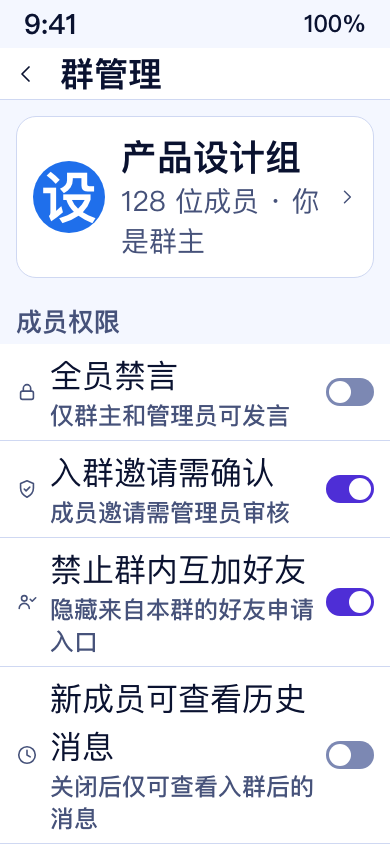 9:41
100%
群管理
设
产品设计组
128 位成员 · 你
是群主
成员权限
全员禁言
仅群主和管理员可发言
入群邀请需确认
成员邀请需管理员审核
禁止群内互加好友
隐藏来自本群的好友申请
入口
新成员可查看历史
消息
关闭后仅可查看入群后的
消息